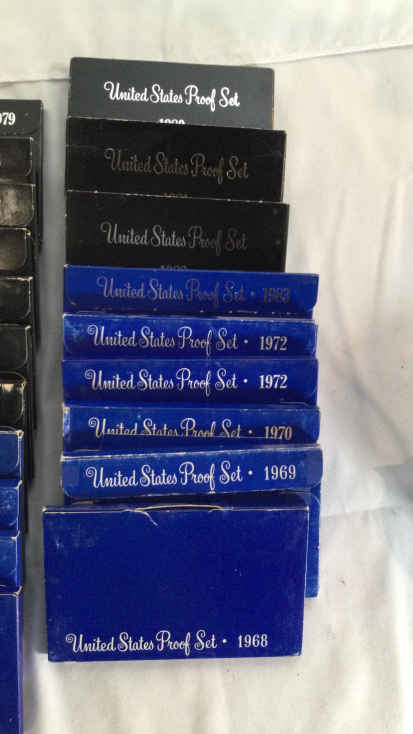 United States Proof Set
United States Proof Set
United States Proof Set
United States Proof Set • 1983
United States Proof Set • 1972
United States Proof Set • 1972
United States Proof Set • 1970
United States Proof Set • 1969
United States Proof Set • 1968